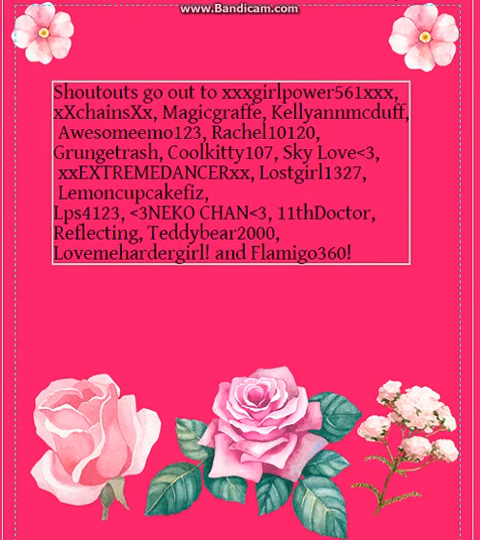 www.Bandicam.com
Shoutouts go out to xxxgirlpower561xxx,
xXchainsXx, Magicgraffe, Kellyannmcduff,
Awesomeemo123, Rachel10120,
Grungetrash, Coolkitty107, Sky Love<3,
xxEXTREMEDANCERxx, Lostgirl1327,
Lemoncupcakefiz,
Lps4123, <3NEKO CHAN<3, 11thDoctor,
Reflecting, Teddybear2000,
Lovemehardergirl! and Flamigo360!